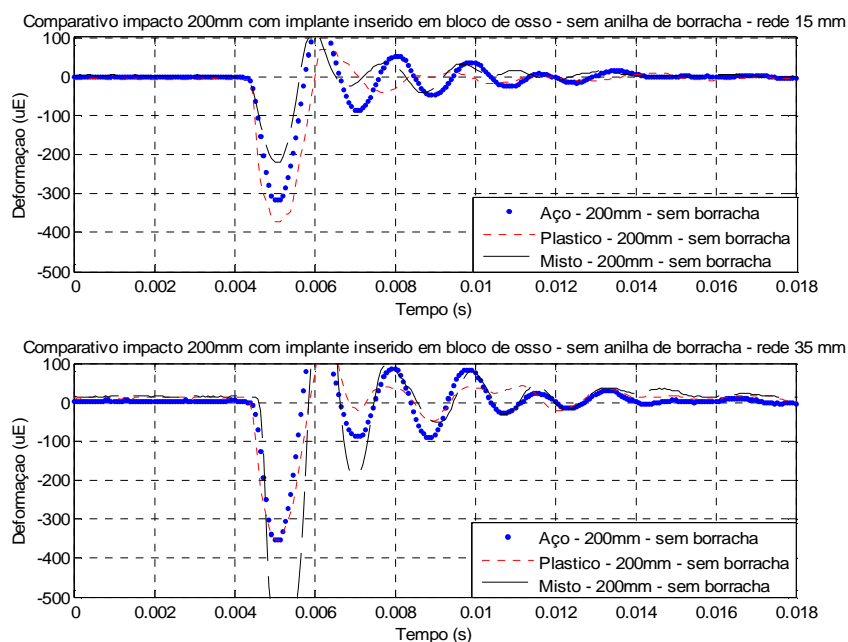 Comparativo impacto 200mm com implante inserido em bloco de osso - sem anilha de borracha - rede 15 mm
100
0
-100
-200
-300
-400
-500
Deformaçao (uE)
0 0.002 0.004 0.006 0.008 0.01 0.012 0.014 0.016 0.018
Tempo (s)
Aço - 200mm - sem borracha
Plastico - 200mm - sem borracha
Misto - 200mm - sem borracha
Comparativo impacto 200mm com implante inserido em bloco de osso - sem anilha de borracha - rede 35 mm
100
0
-100
-200
-300
-400
-500
Deformaçao (uE)
0 0.002 0.004 0.006 0.008 0.01 0.012 0.014 0.016 0.018
Tempo (s)
Aço - 200mm - sem borracha
Plastico - 200mm - sem borracha
Misto - 200mm - sem borracha